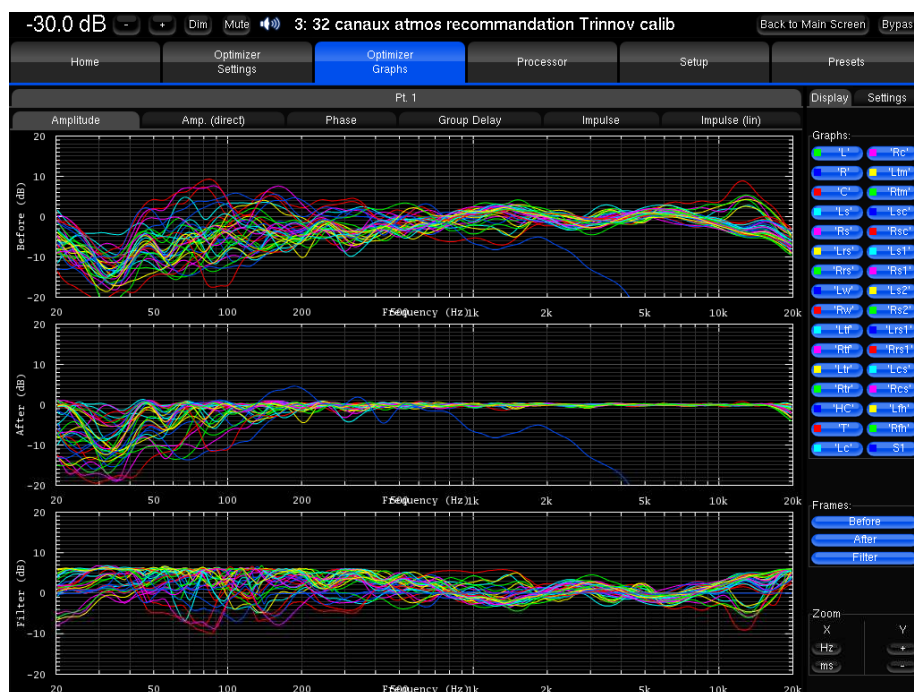 -30.0 dB - + Dim Mute 3: 32 canaux atmos recommandation Trinnov calib Back to Main Screen Bypas
Home Optimizer Settings Optimizer Graphs Processor Setup Presets
Pt. 1 Display Settings
Amplitude Amp. (direct) Phase Group Delay Impulse Impulse (lin)
Graphs:
'L' 'Rc'
'R' 'Ltm'
'C' 'Rtm'
'Ls' 'Lsc'
'Rs' 'Rsc'
'Lrs' 'Ls1'
'Rrs' 'Rs1'
'Lw' 'Ls2'
'Rw' 'Rs2'
'Ltf' 'Lrs1'
'Rtf' 'Rrs1'
'Ltr' 'Lcs'
'Rtr' 'Rcs'
'HC' 'Lfh'
'T' 'Rfh'
'Lc' S1
Before (dB)
20
10
0
-10
-20
20 50 100 200 500 1k 2k 5k 10k 20k
Frequency (Hz)
After (dB)
20
10
0
-10
-20
20 50 100 200 500 1k 2k 5k 10k 20k
Frequency (Hz)
Filter (dB)
20
10
0
-10
-20
20 50 100 200 500 1k 2k 5k 10k 20k
Frequency (Hz)
Frames:
Before
After
Filter
Zoom
X Y
Hz +
ms -